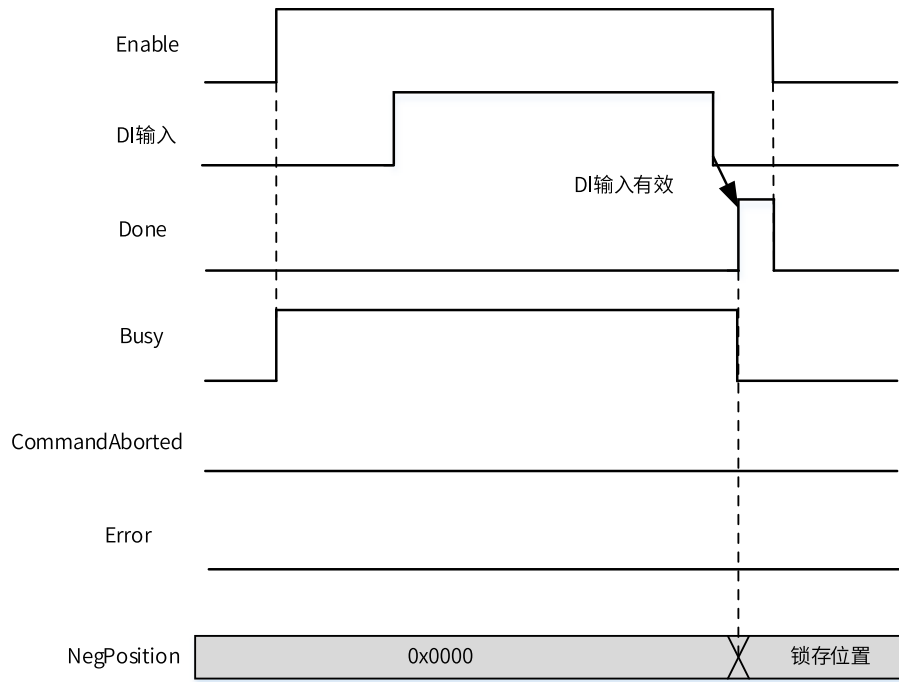 Enable
DI输入
DI输入有效
Done
Busy
CommandAborted
Error
NegPosition 0x0000 锁存位置